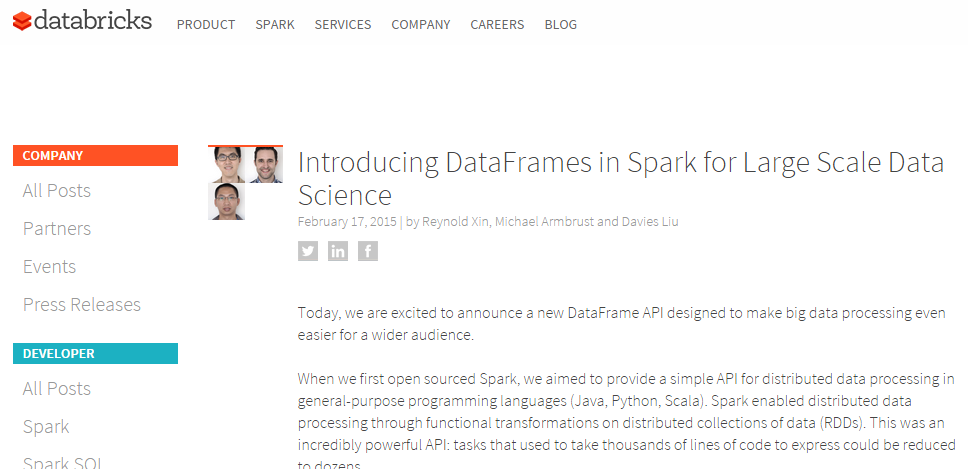 databricks
PRODUCT SPARK SERVICES COMPANY CAREERS BLOG
COMPANY
All Posts
Partners
Events
Press Releases
DEVELOPER
All Posts
Spark
Spark SQL
Introducing DataFrames in Spark for Large Scale Data
Science
February 17, 2015 | by Reynold Xin, Michael Armbrust and Davies Liu
Today, we are excited to announce a new DataFrame API designed to make big data processing even
easier for a wider audience.
When we first open sourced Spark, we aimed to provide a simple API for distributed data processing in
general-purpose programming languages (Java, Python, Scala). Spark enabled distributed data
processing through functional transformations on distributed collections of data (RDDs). This was an
incredibly powerful API: tasks that used to take thousands of lines of code to express could be reduced
to dozens.